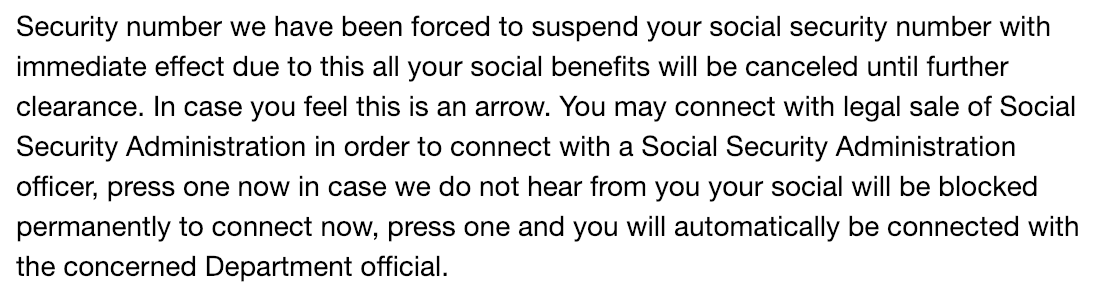 Security number we have been forced to suspend your social security number with
immediate effect due to this all your social benefits will be canceled until further
clearance. In case you feel this is an arrow. You may connect with legal sale of Social
Security Administration in order to connect with a Social Security Administration
officer, press one now in case we do not hear from you your social will be blocked
permanently to connect now, press one and you will automatically be connected with
the concerned Department official.